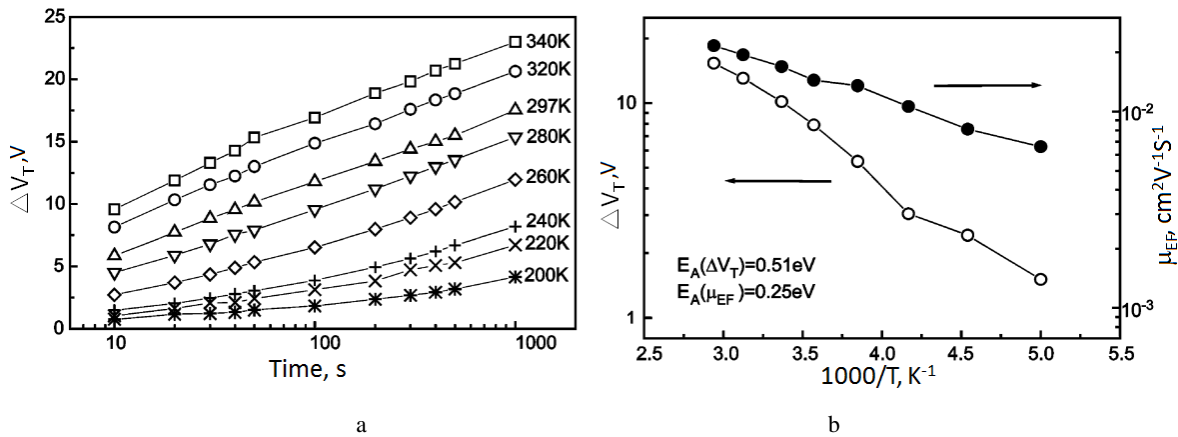 25
20
15
10
5
0
△ V_T, V
340K
320K
297K
280K
260K
240K
220K
200K
10
100
1000
Time, s
a
10
1
△ V_T, V
E_A(ΔV_T)=0.51eV
E_A(μ_EF)=0.25eV
10⁻²
10⁻³
μ_EF, cm²V⁻¹S⁻¹
2.5
3.0
3.5
4.0
4.5
5.0
5.5
1000/T, K⁻¹
b